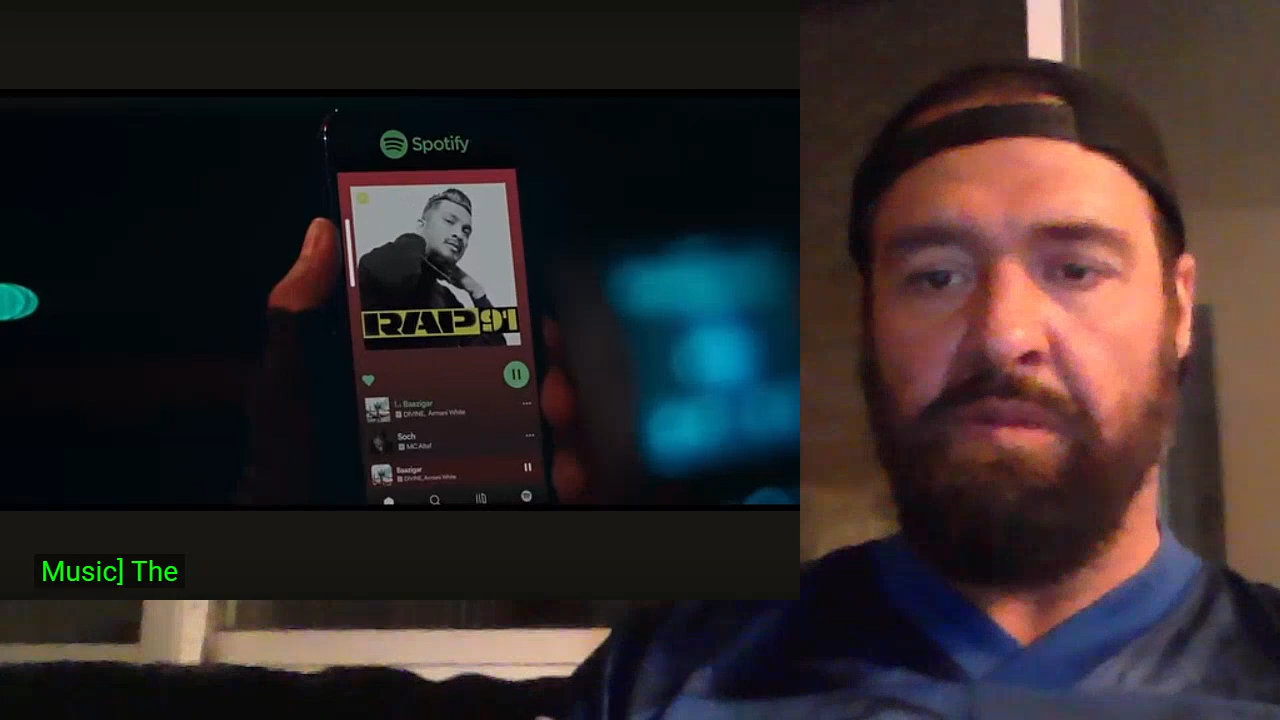 Spotify
RAP 91
Baazigar
DIVINE, Armani White
Soch
MC Altaf
Baazigar
DIVINE, Armani White
Music] The